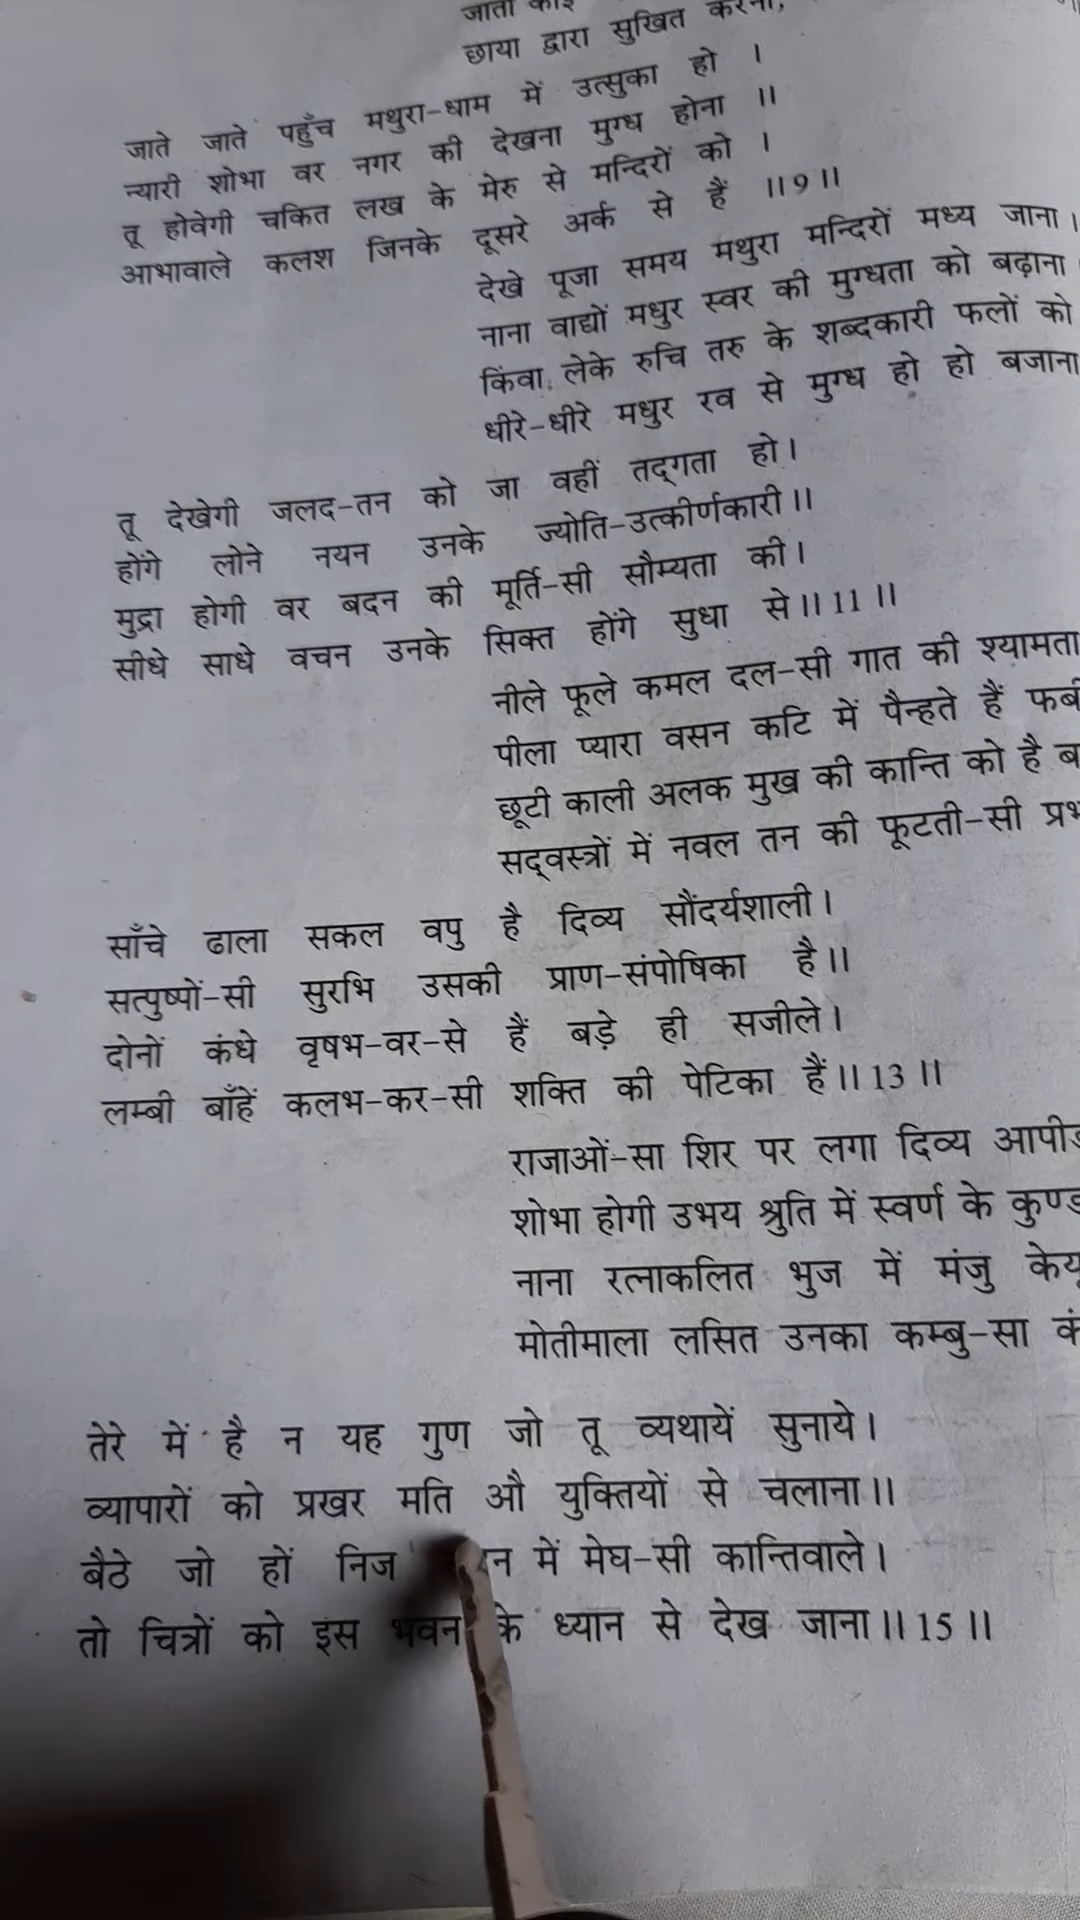 जाता कोई
छाया द्वारा सुखित करना,
जाते जाते पहुँच मथुरा-धाम में उत्सुका हो ।
न्यारी शोभा वर नगर की देखना मुग्ध होना ॥
तू होवेगी चकित लख के मेरु से मन्दिरों को ।
आभावाले कलश जिनके दूसरे अर्क से हैं ॥9॥
देखे पूजा समय मथुरा मन्दिरों मध्य जाना।
नाना वाद्यों मधुर स्वर की मुग्धता को बढ़ाना
किंवा लेके रुचि तरु के शब्दकारी फलों को
धीरे-धीरे मधुर रव से मुग्ध हो हो बजाना
तू देखेगी जलद-तन को जा वहीं तद्गता हो।
होंगे लोने नयन उनके ज्योति-उत्कीर्णकारी॥
मुद्रा होगी वर बदन की मूर्ति-सी सौम्यता की।
सीधे साधे वचन उनके सिक्त होंगे सुधा से॥11॥
नीले फूले कमल दल-सी गात की श्यामता
पीला प्यारा वसन कटि में पैन्हते हैं
छूटी काली अलक मुख की कान्ति को है
सद्वस्त्रों में नवल तन की फूटती-सी
साँचे ढाला सकल वपु है दिव्य सौंदर्यशाली।
सत्पुष्पों-सी सुरभि उसकी प्राण-संपोषिका है॥
दोनों कंधे वृषभ-वर-से हैं बड़े ही सजीले।
लम्बी बाँहें कलभ-कर-सी शक्ति की पेटिका हैं॥13॥
राजाओं-सा शिर पर लगा दिव्य
शोभा होगी उभय श्रुति में स्वर्ण के
नाना रत्नाकलित भुज में मंजु
मोतीमाला लसित उनका कम्बु-सा
तेरे में है न यह गुण जो तू व्यथायें सुनाये।
व्यापारों को प्रखर मति औ युक्तियों से चलाना॥
बैठे जो हों निज में मेघ-सी कान्तिवाले।
तो चित्रों को इस भवन के ध्यान से देख जाना॥15॥